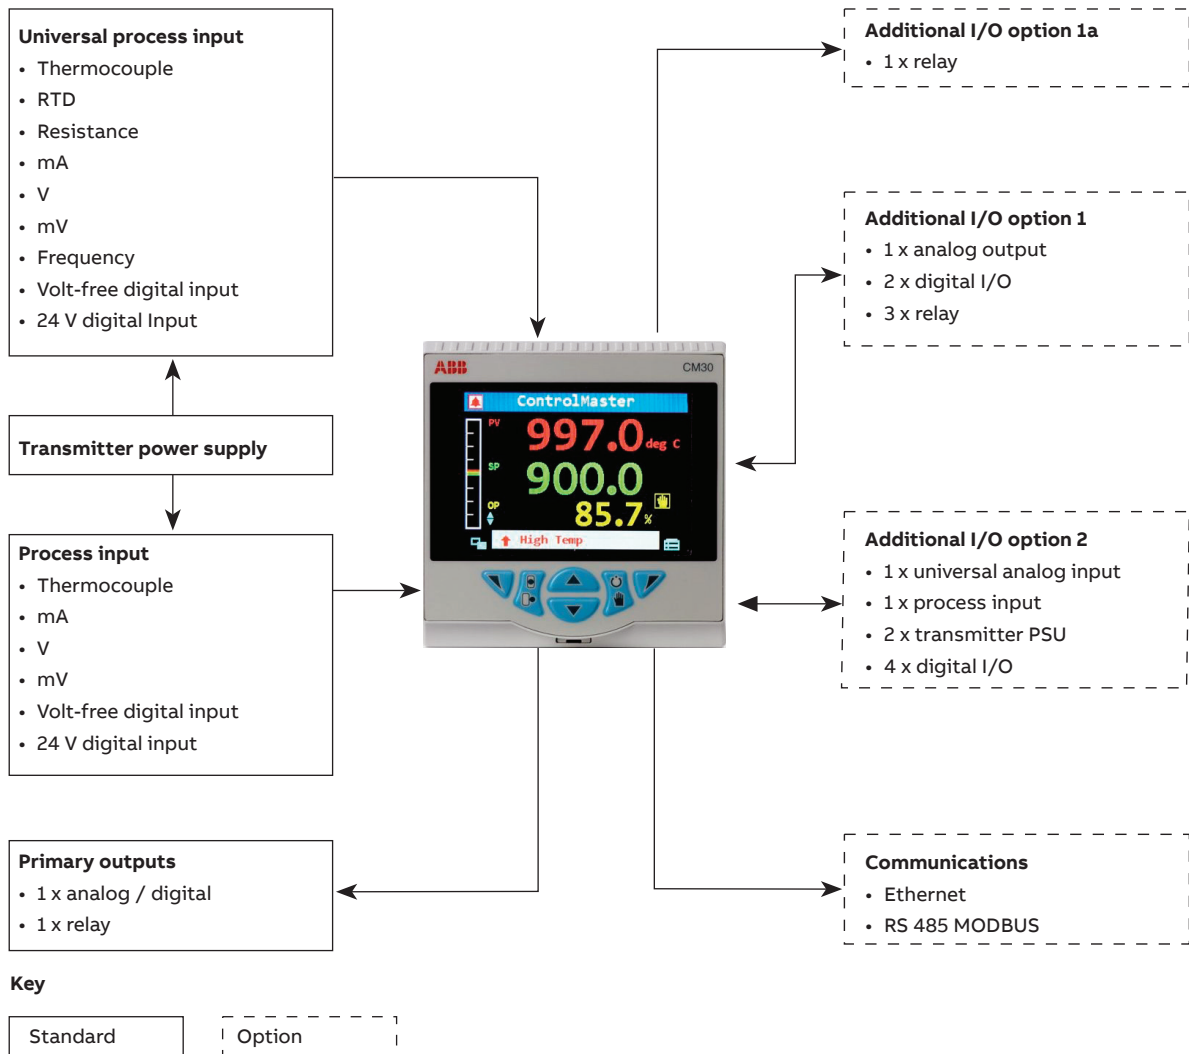 Universal process input
• Thermocouple
• RTD
• Resistance
• mA
• V
• mV
• Frequency
• Volt-free digital input
• 24 V digital Input
Transmitter power supply
Process input
• Thermocouple
• mA
• V
• mV
• Volt-free digital input
• 24 V digital input
Primary outputs
• 1 x analog / digital
• 1 x relay
ABB
CM30
ControlMaster
PV
997.0 deg C
SP
900.0
OP
85.7 %
High Temp
Additional I/O option 1a
• 1 x relay
Additional I/O option 1
• 1 x analog output
• 2 x digital I/O
• 3 x relay
Additional I/O option 2
• 1 x universal analog input
• 1 x process input
• 2 x transmitter PSU
• 4 x digital I/O
Communications
• Ethernet
• RS 485 MODBUS
Key
Standard
Option